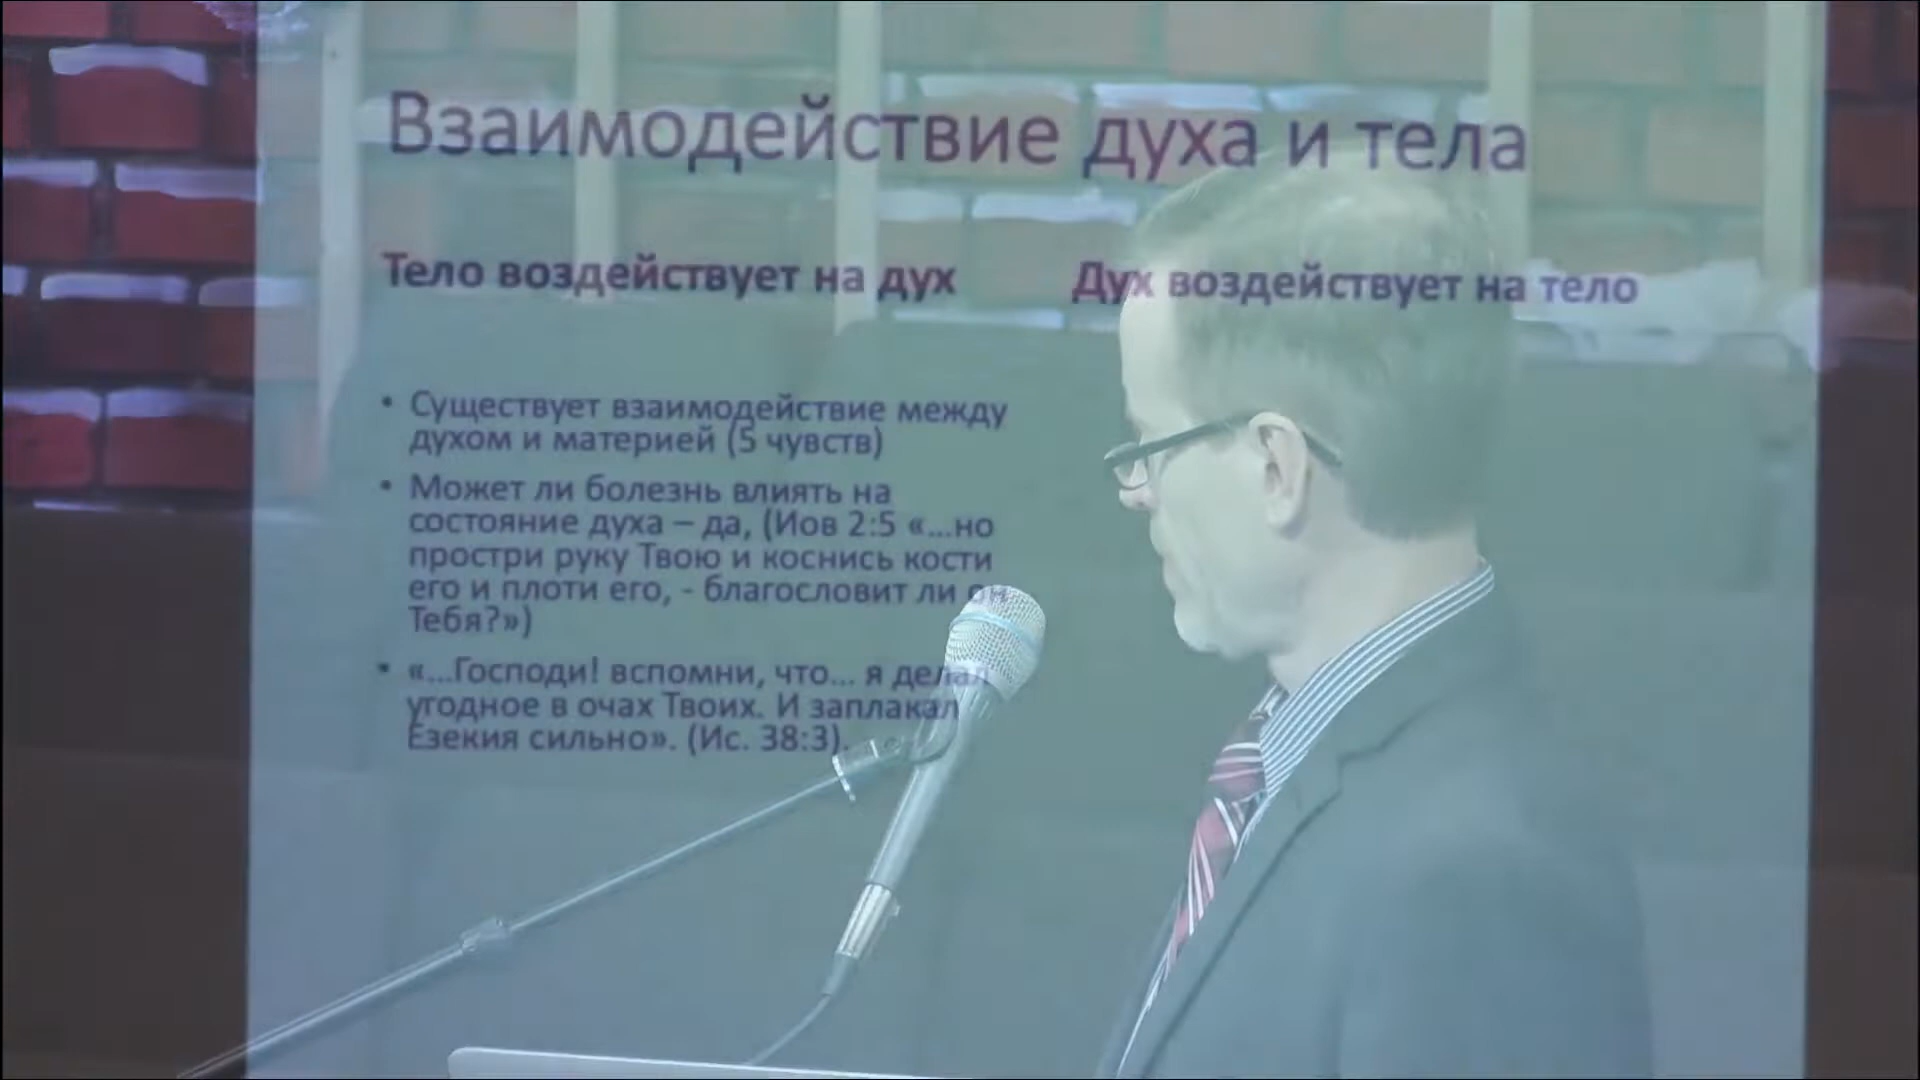 Взаимодействие духа и тела
Тело воздействует на дух
Дух воздействует на тело
• Существует взаимодействие между
духом и материей (5 чувств)
• Может ли болезнь влиять на
состояние духа – да, (Иов 2:5 «...но
простри руку Твою и коснись кости
его и плоти его, - благословит ли он
Тебя?»)
• «...Господи! вспомни, что... я делал
угодное в очах Твоих. И заплакал
Езекия сильно». (Ис. 38:3).